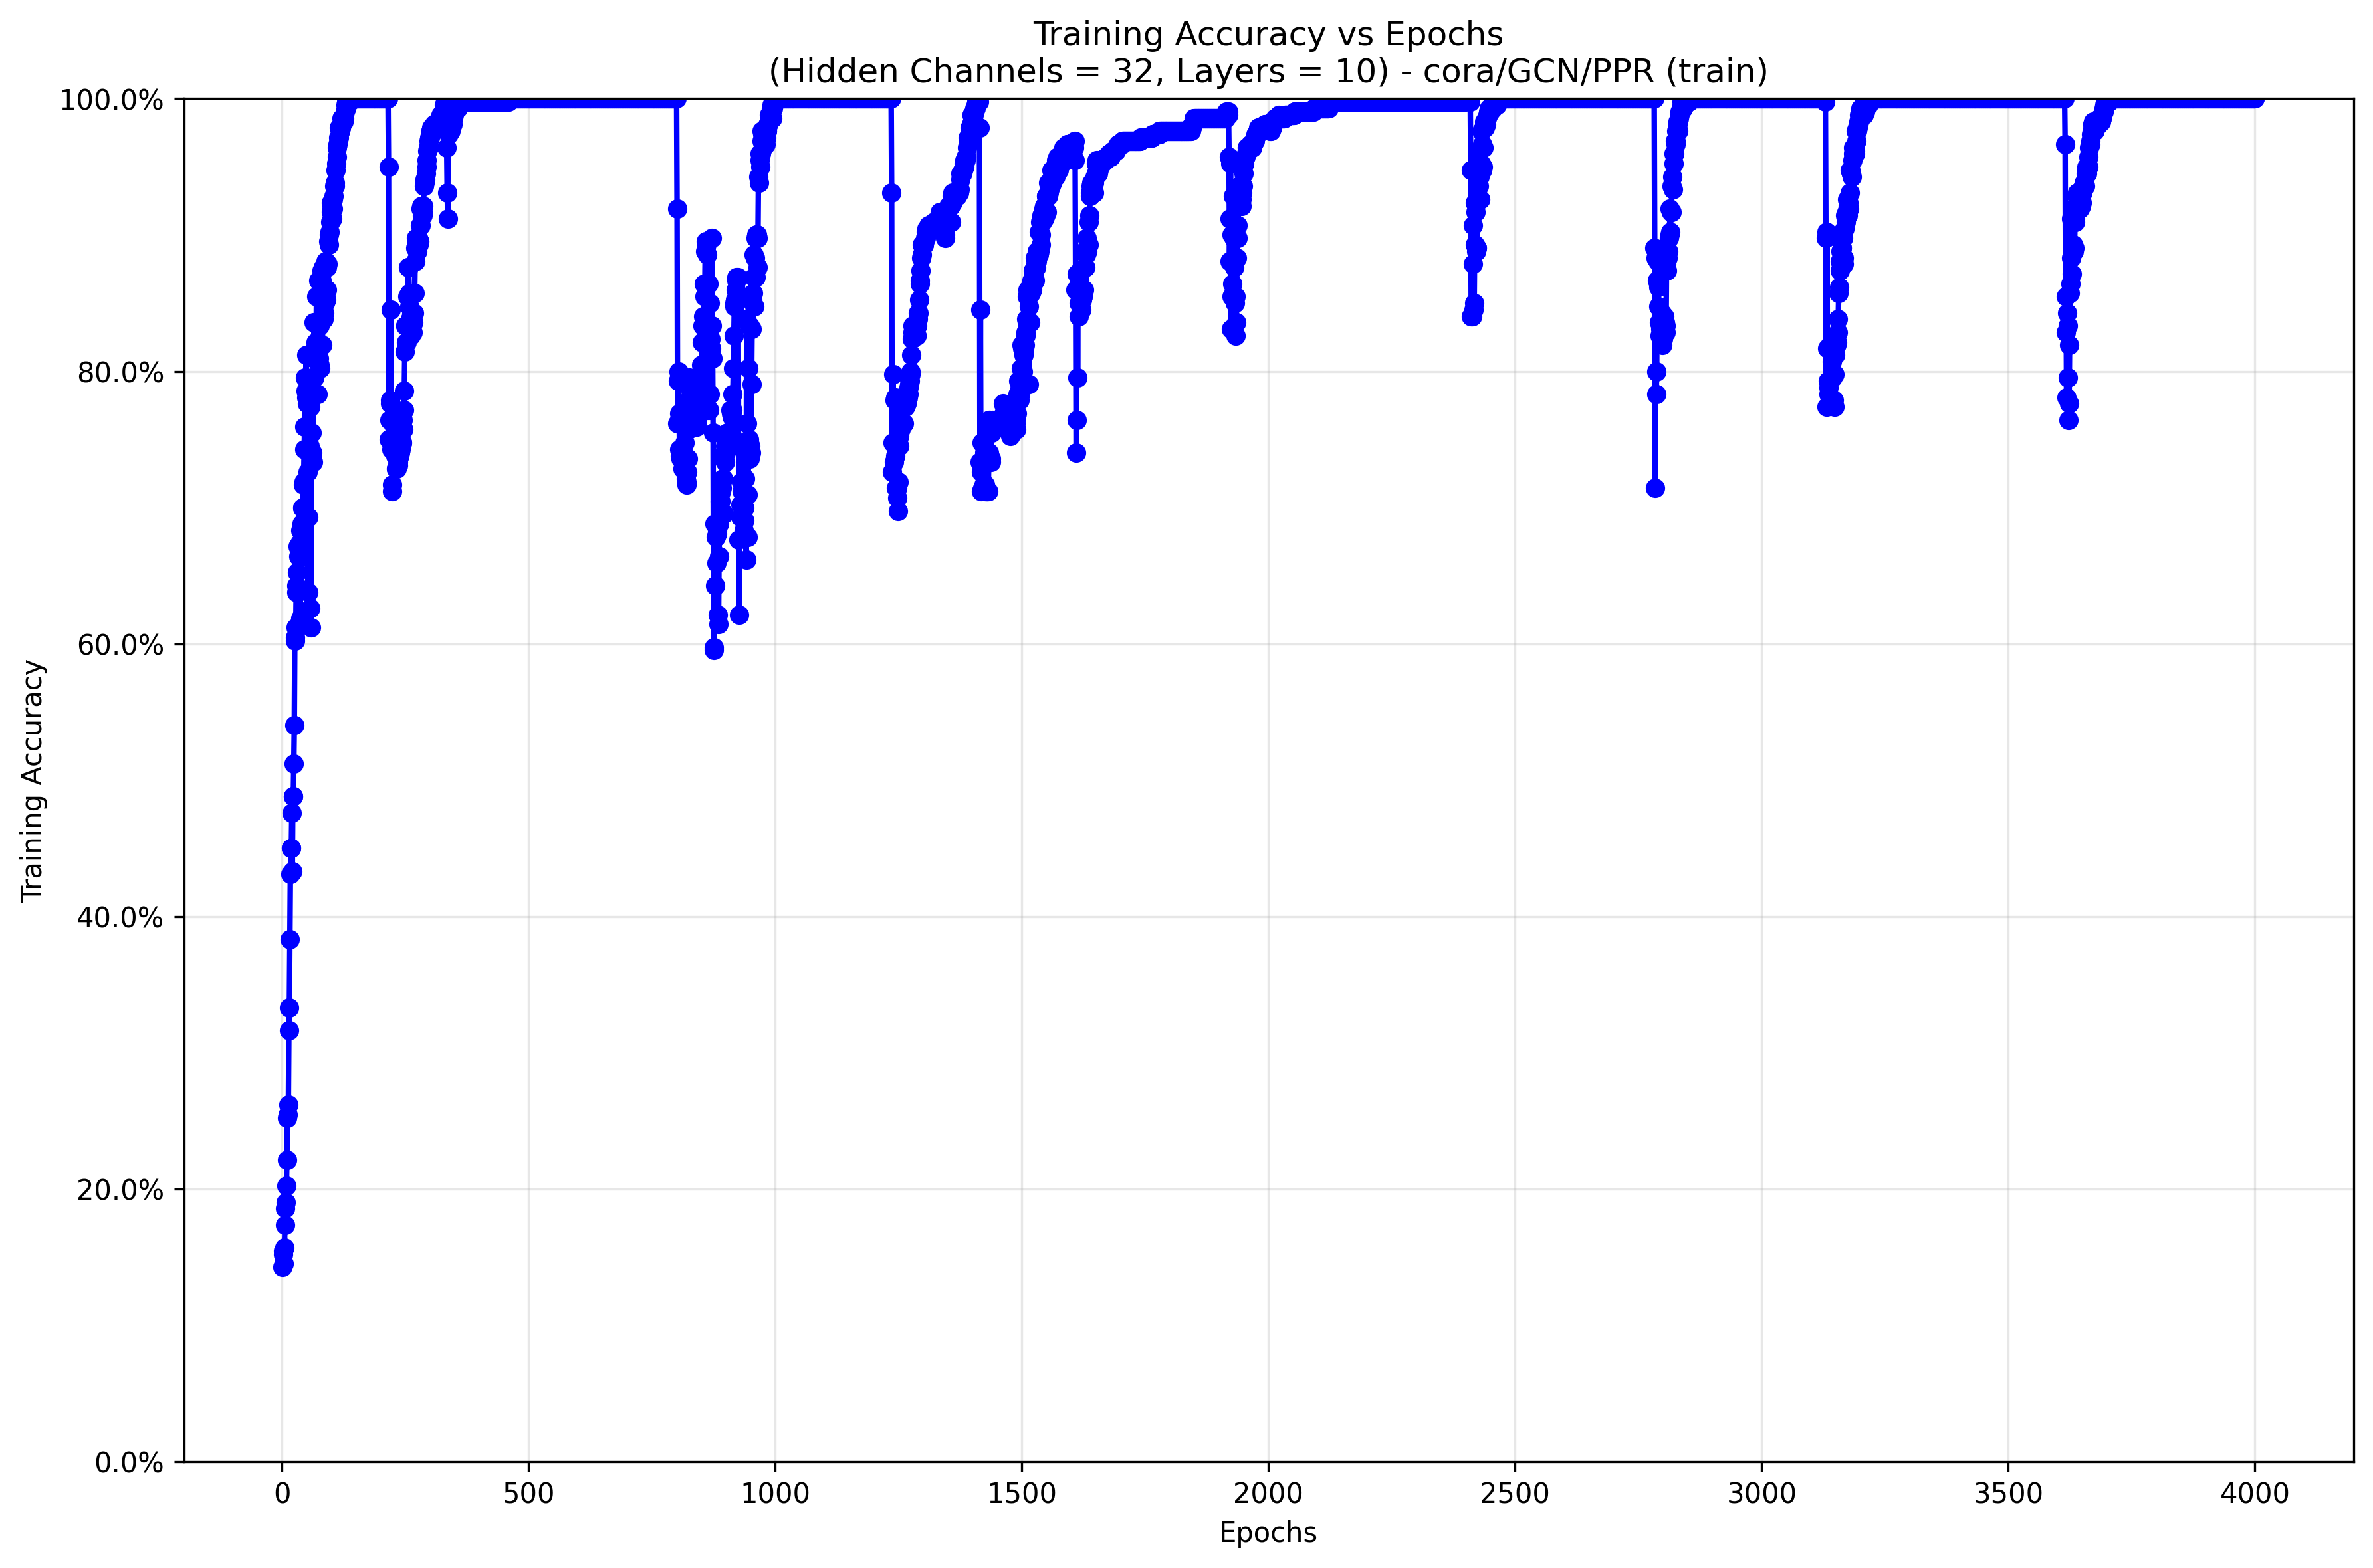 Training Accuracy vs Epochs
(Hidden Channels = 32, Layers = 10) - cora/GCN/PPR (train)
100.0%
80.0%
60.0%
40.0%
20.0%
0.0%
Training Accuracy
0 500 1000 1500 2000 2500 3000 3500 4000
Epochs